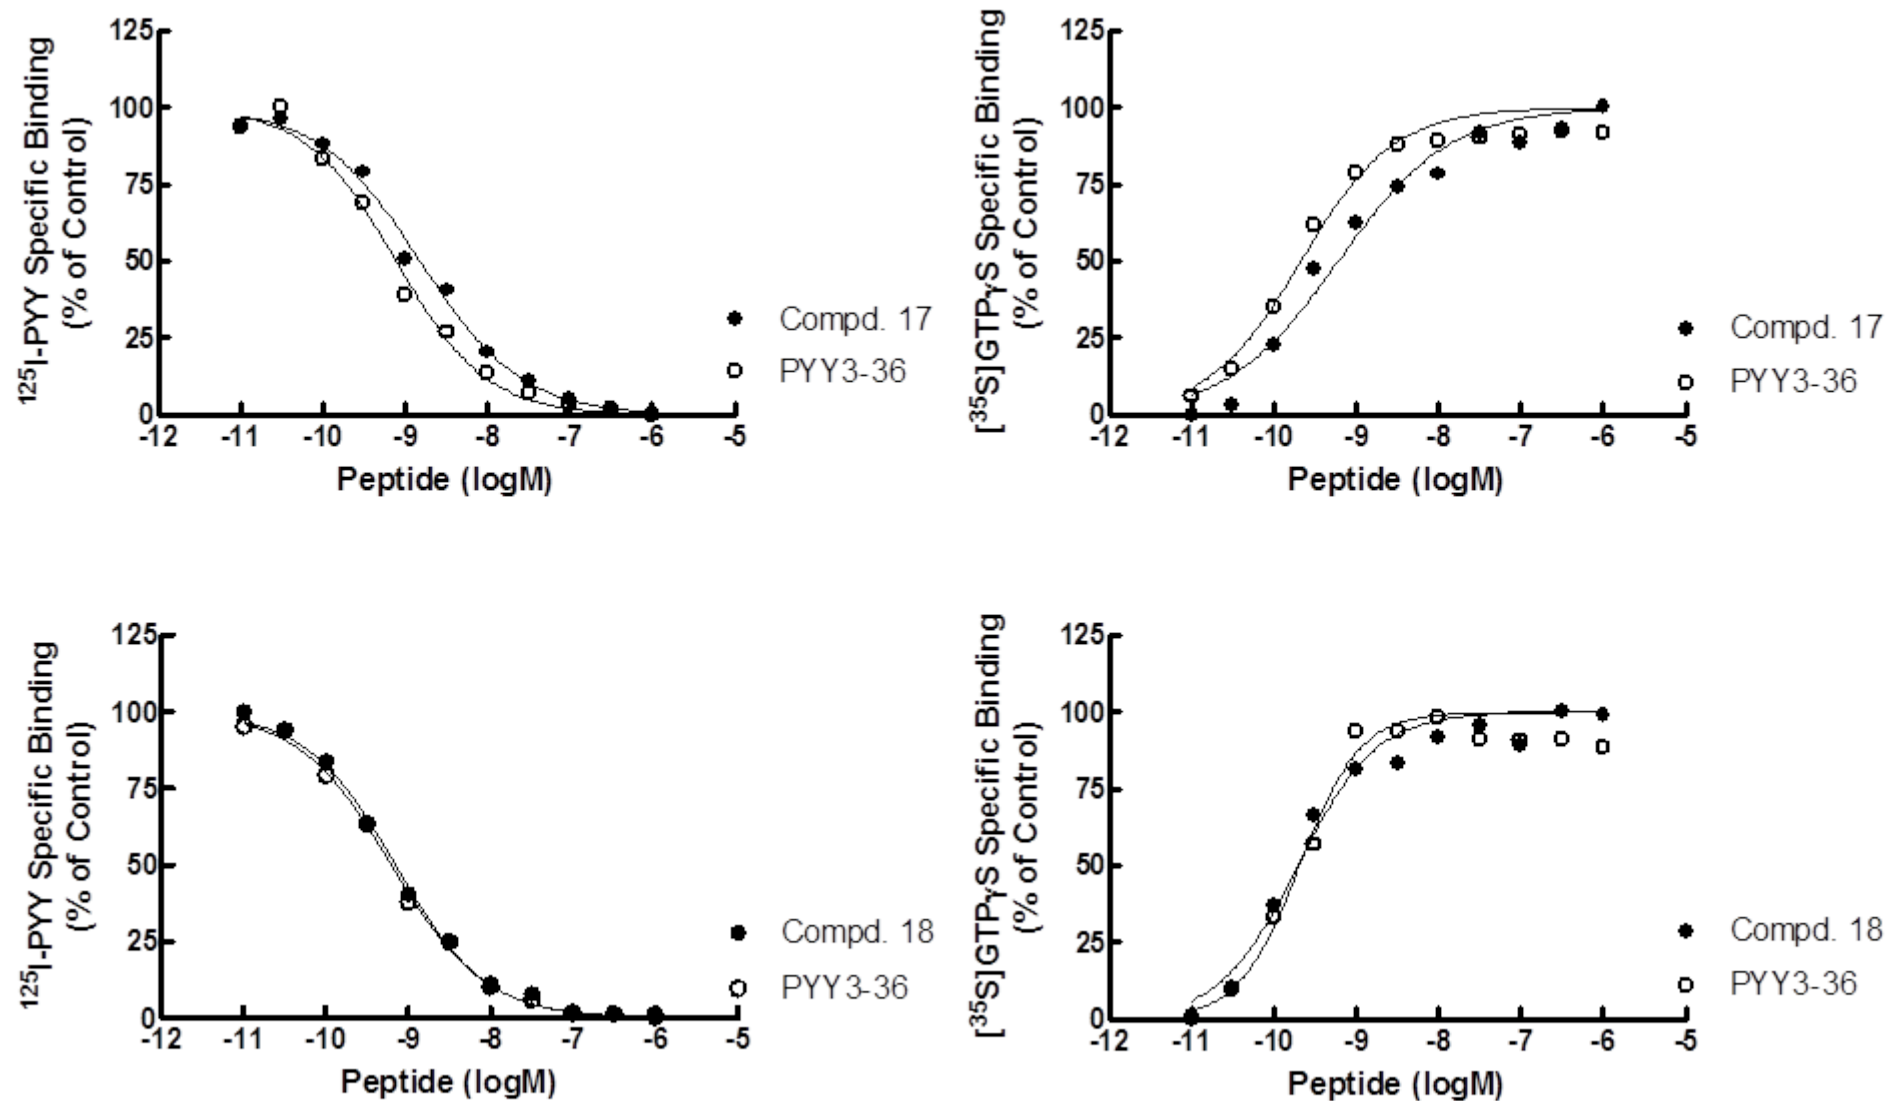 125
100
75
50
25
0
-12 -11 -10 -9 -8 -7 -6 -5
¹²⁵I-PYY Specific Binding
(% of Control)
Peptide (logM)
Compd. 17
PYY3-36
125
100
75
50
25
0
-12 -11 -10 -9 -8 -7 -6 -5
[³⁵S]GTPγS Specific Binding
(% of Control)
Peptide (logM)
Compd. 17
PYY3-36
125
100
75
50
25
0
-12 -11 -10 -9 -8 -7 -6 -5
¹²⁵I-PYY Specific Binding
(% of Control)
Peptide (logM)
Compd. 18
PYY3-36
125
100
75
50
25
0
-12 -11 -10 -9 -8 -7 -6 -5
[³⁵S]GTPγS Specific Binding
(% of Control)
Peptide (logM)
Compd. 18
PYY3-36